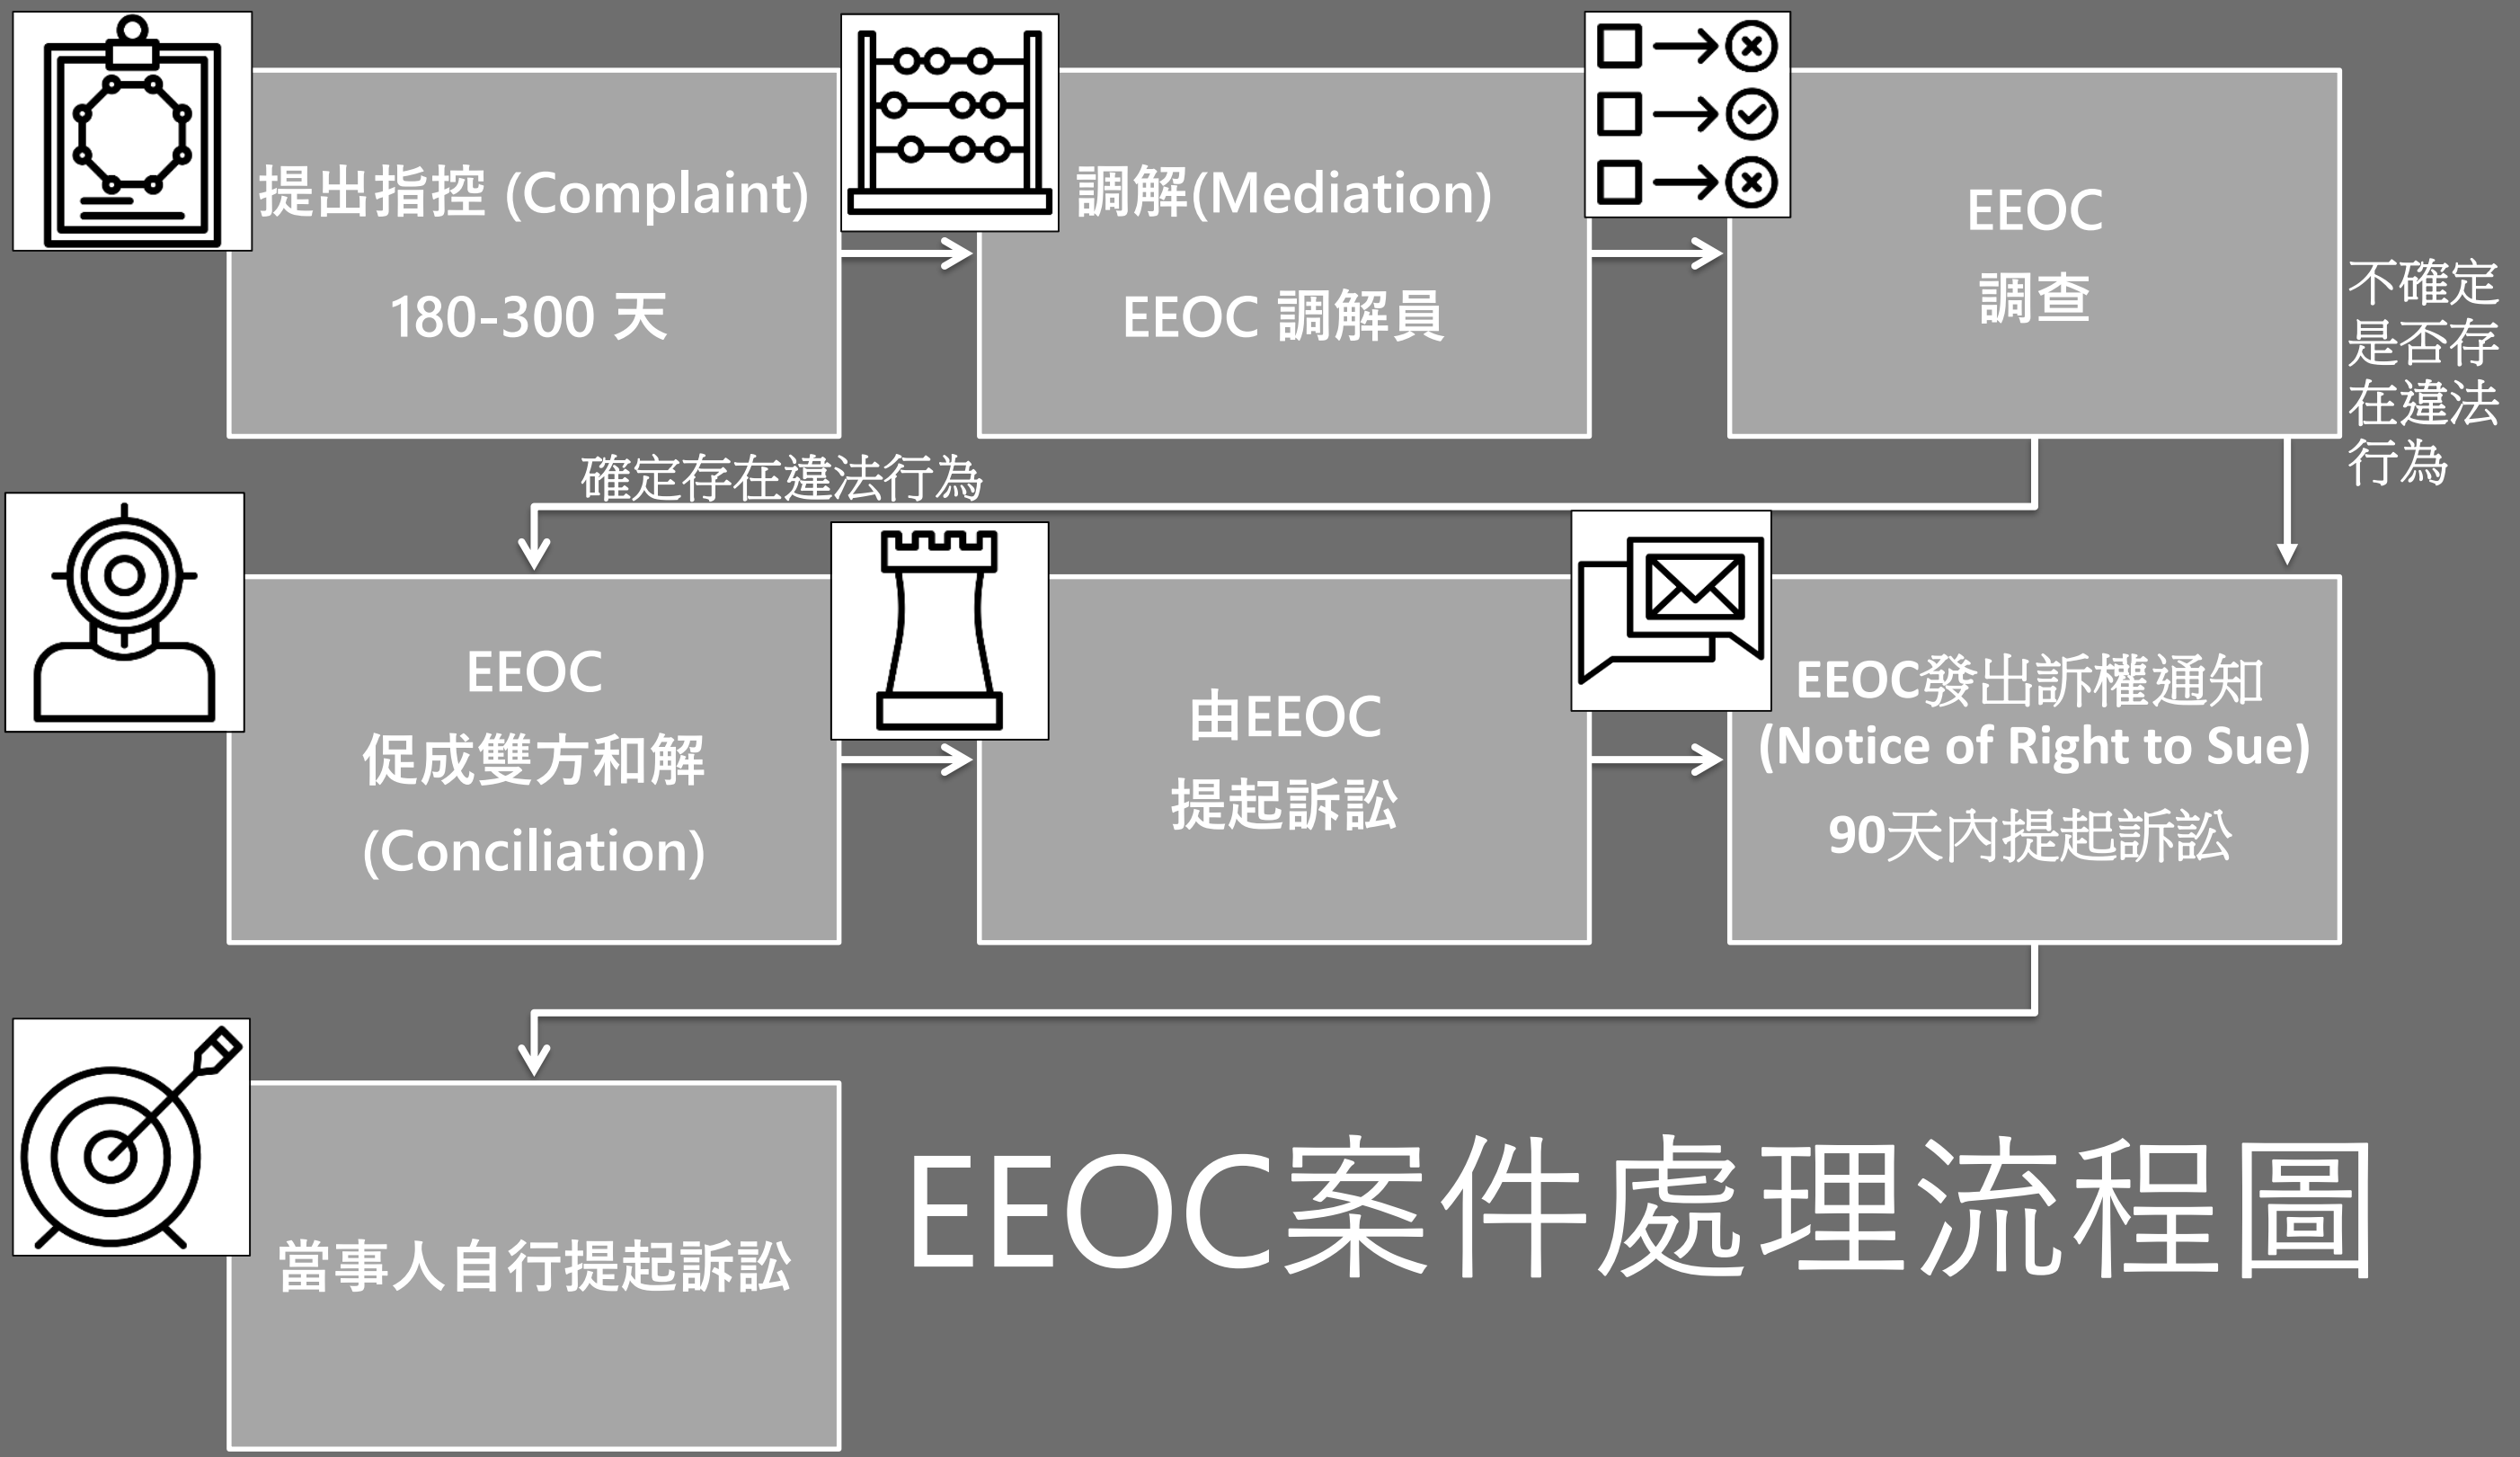 提出指控 (Complaint)
180-300 天
調解(Mediation)
EEOC 調解員
EEOC
調查
不確定
是否存
在違法
行為
確定存在違法行為
EEOC
促成雙方和解
(Conciliation)
由EEOC
提起訴訟
EEOC發出訴權通知
(Notice of Right to Sue)
90天內提起訴訟
當事人自行提起訴訟
EEOC案件處理流程圖